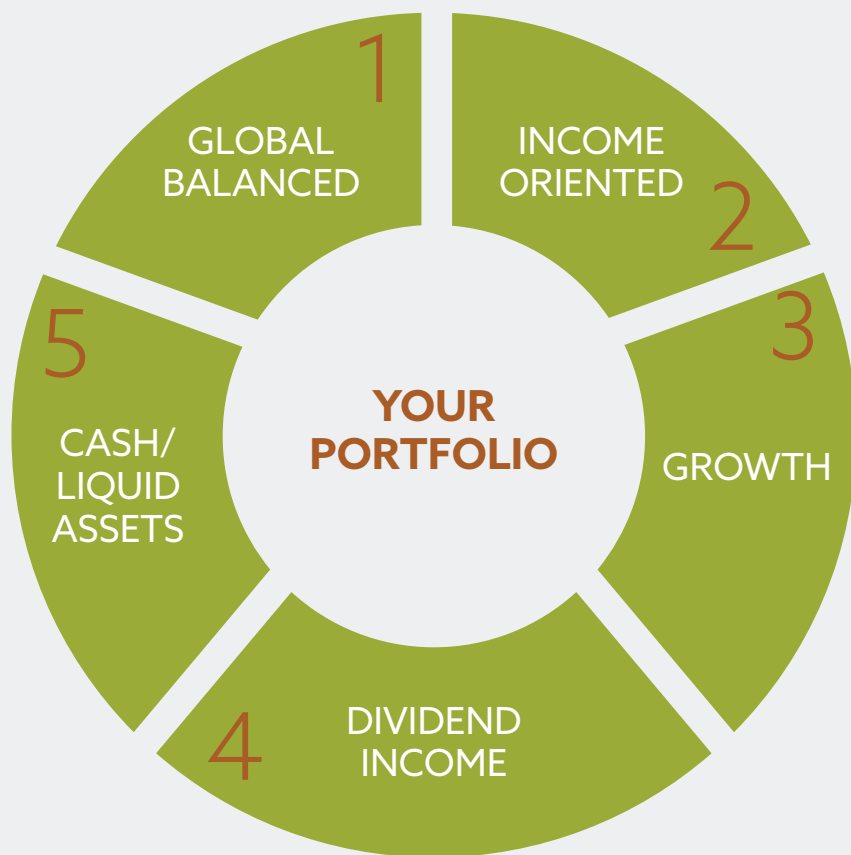 1
GLOBAL
BALANCED
INCOME
ORIENTED
2
3
GROWTH
4
DIVIDEND
INCOME
5
CASH/
LIQUID
ASSETS
YOUR
PORTFOLIO